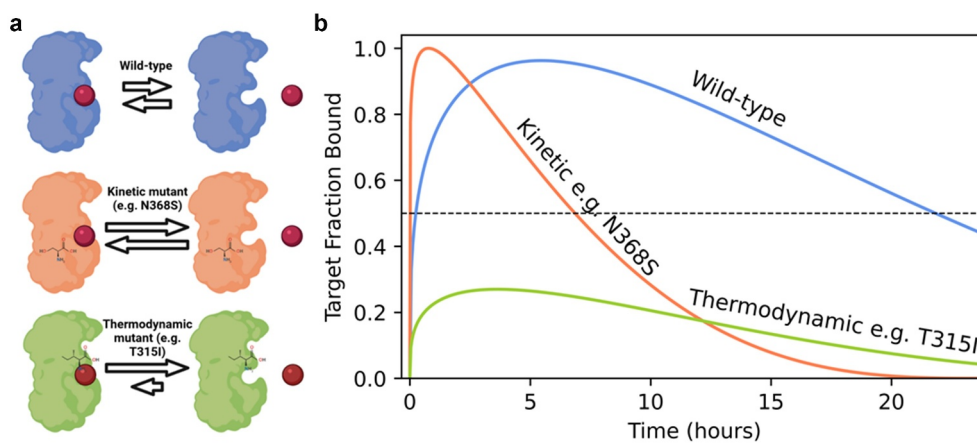 a
Wild-type
Kinetic mutant
(e.g. N368S)
Thermodynamic
mutant (e.g.
T315I)
b
Target Fraction Bound
1.0
0.8
0.6
0.4
0.2
0.0
Wild-type
Kinetic e.g. N368S
Thermodynamic e.g. T315I
0
5
10
15
20
Time (hours)